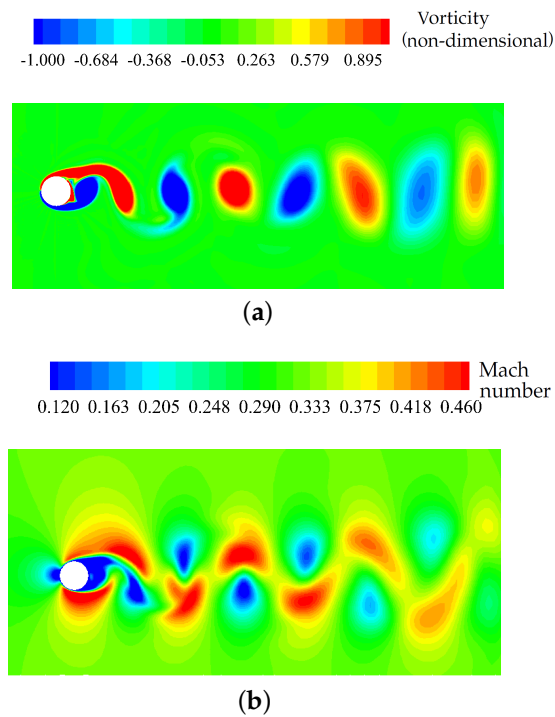 Vorticity
(non-dimensional)
-1.000 -0.684 -0.368 -0.053 0.263 0.579 0.895
(a)
Mach
number
0.120 0.163 0.205 0.248 0.290 0.333 0.375 0.418 0.460
(b)